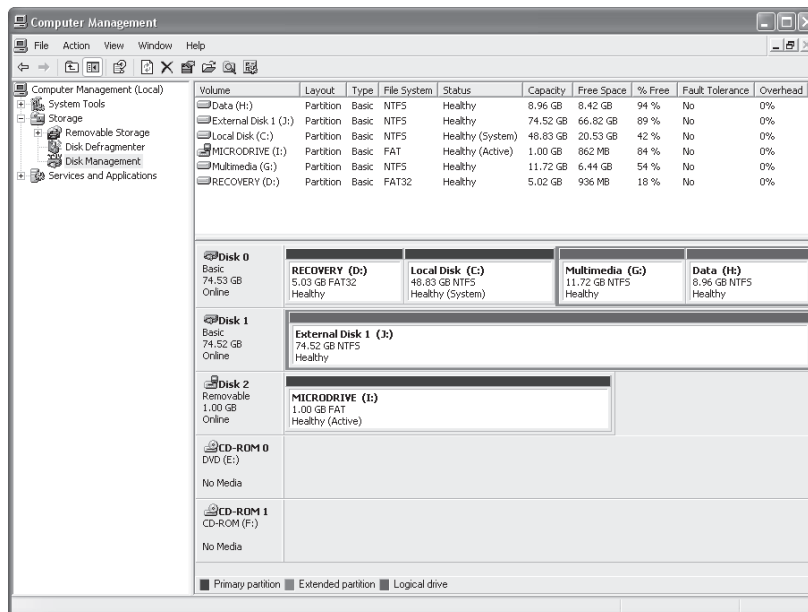 Computer Management
File Action View Window Help
Computer Management (Local)
System Tools
Storage
Removable Storage
Disk Defragmenter
Disk Management
Services and Applications
Volume Layout Type File System Status Capacity Free Space % Free Fault Tolerance Overhead
Data (H:) Partition Basic NTFS Healthy 8.96 GB 8.42 GB 94 % No 0%
External Disk 1 (J:) Partition Basic NTFS Healthy 74.52 GB 66.82 GB 89 % No 0%
Local Disk (C:) Partition Basic NTFS Healthy (System) 48.83 GB 20.53 GB 42 % No 0%
MICRODRIVE (I:) Partition Basic FAT Healthy (Active) 1.00 GB 862 MB 84 % No 0%
Multimedia (G:) Partition Basic NTFS Healthy 11.72 GB 6.44 GB 54 % No 0%
RECOVERY (D:) Partition Basic FAT32 Healthy 5.02 GB 936 MB 18 % No 0%
Disk 0
Basic
74.53 GB
Online
RECOVERY (D:)
5.03 GB FAT32
Healthy
Local Disk (C:)
48.83 GB NTFS
Healthy (System)
Multimedia (G:)
11.72 GB NTFS
Healthy
Data (H:)
8.96 GB NTFS
Healthy
Disk 1
Basic
74.52 GB
Online
External Disk 1 (J:)
74.52 GB NTFS
Healthy
Disk 2
Removable
1.00 GB
Online
MICRODRIVE (I:)
1.00 GB FAT
Healthy (Active)
CD-ROM 0
DVD (E:)
No Media
CD-ROM 1
CD-ROM (F:)
No Media
Primary partition Extended partition Logical drive